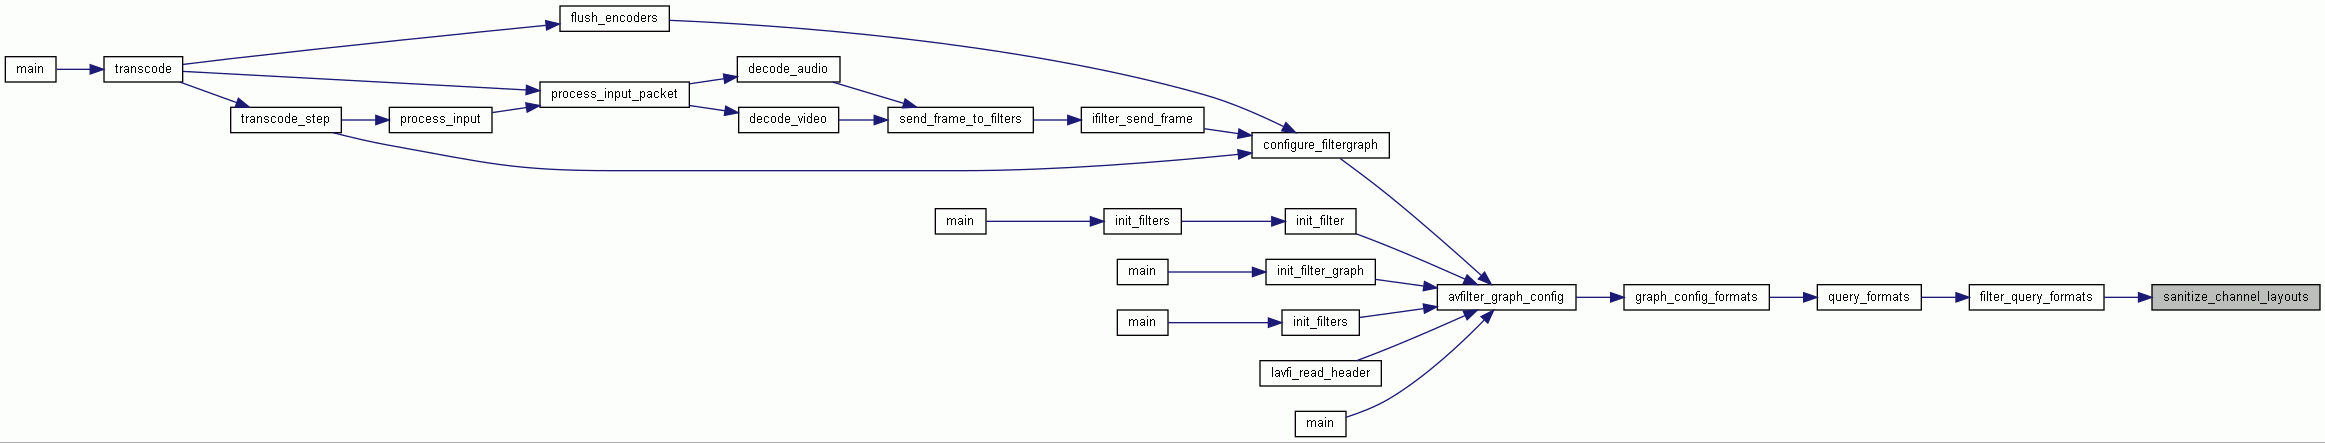 flush_encoders
main
transcode
decode_audio
process_input_packet
transcode_step
process_input
decode_video
send_frame_to_filters
ifilter_send_frame
configure_filtergraph
main
init_filters
init_filter
main
init_filter_graph
avfilter_graph_config
graph_config_formats
query_formats
filter_query_formats
sanitize_channel_layouts
main
init_filters
lavfi_read_header
main